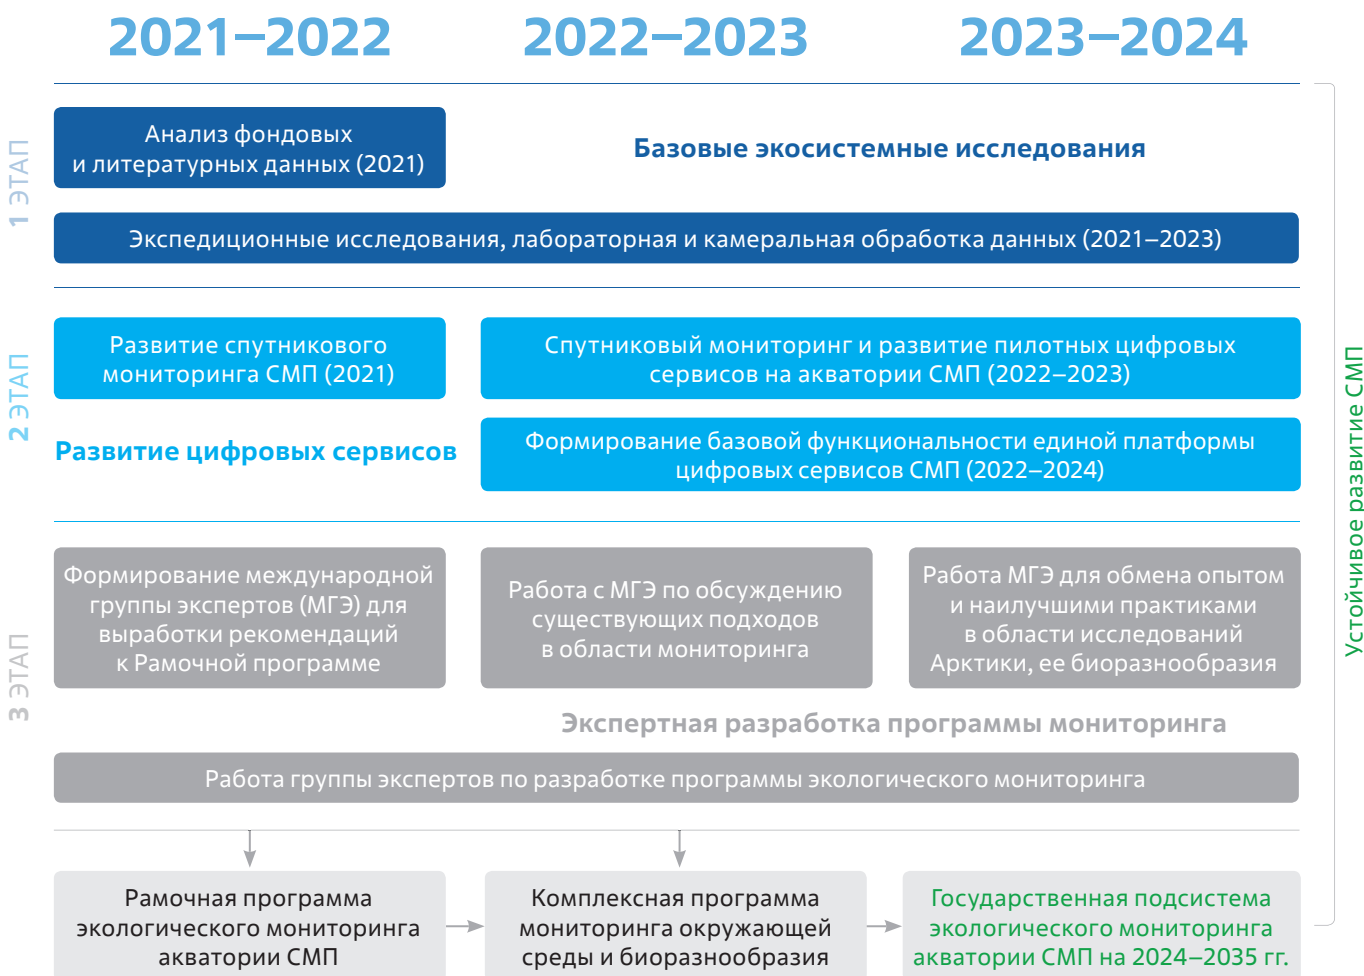 2021–2022
2022–2023
2023–2024
1 ЭТАП
Анализ фондовых
и литературных данных (2021)
Базовые экосистемные исследования
Экспедиционные исследования, лабораторная и камеральная обработка данных (2021–2023)
2 ЭТАП
Развитие спутникового
мониторинга СМП (2021)
Спутниковый мониторинг и развитие пилотных цифровых
сервисов на акватории СМП (2022–2023)
Развитие цифровых сервисов
Формирование базовой функциональности единой платформы
цифровых сервисов СМП (2022–2024)
3 ЭТАП
Формирование международной
группы экспертов (МГЭ) для
выработки рекомендаций
к Рамочной программе
Работа с МГЭ по обсуждению
существующих подходов
в области мониторинга
Работа МГЭ для обмена опытом
и наилучшими практиками
в области исследований
Арктики, ее биоразнообразия
Экспертная разработка программы мониторинга
Работа группы экспертов по разработке программы экологического мониторинга
Рамочная программа
экологического мониторинга
акватории СМП
Комплексная программа
мониторинга окружающей
среды и биоразнообразия
Государственная подсистема
экологического мониторинга
акватории СМП на 2024–2035 гг.
Устойчивое развитие СМП